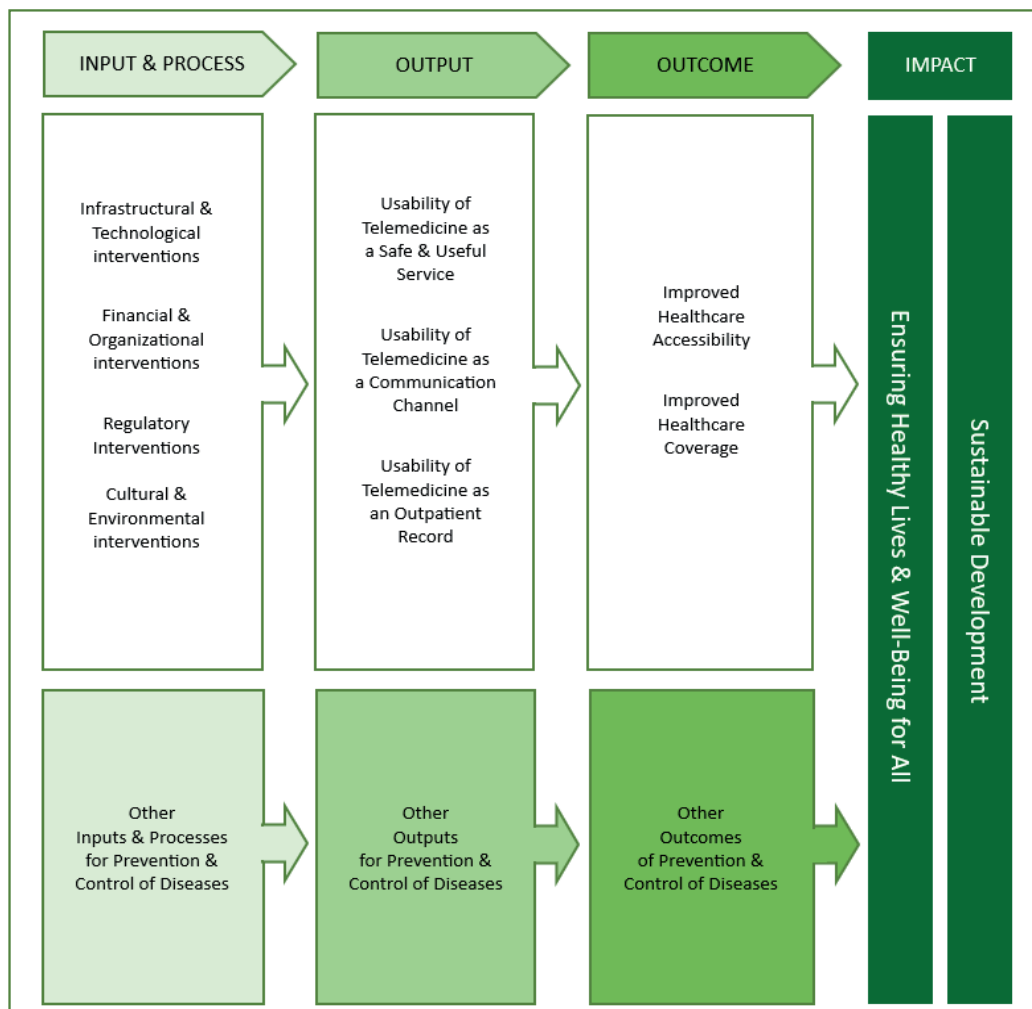 INPUT & PROCESS
OUTPUT
OUTCOME
IMPACT
Infrastructural &
Technological
interventions
Financial &
Organizational
interventions
Regulatory
Interventions
Cultural &
Environmental
interventions
Usability of
Telemedicine as
a Safe & Useful
Service
Usability of
Telemedicine as
a Communication
Channel
Usability of
Telemedicine as
an Outpatient
Record
Improved
Healthcare
Accessibility
Improved
Healthcare
Coverage
Ensuring Healthy Lives & Well-Being for All
Sustainable Development
Other
Inputs & Processes
for Prevention &
Control of Diseases
Other
Outputs
for Prevention &
Control of Diseases
Other
Outcomes
of Prevention &
Control of Diseases